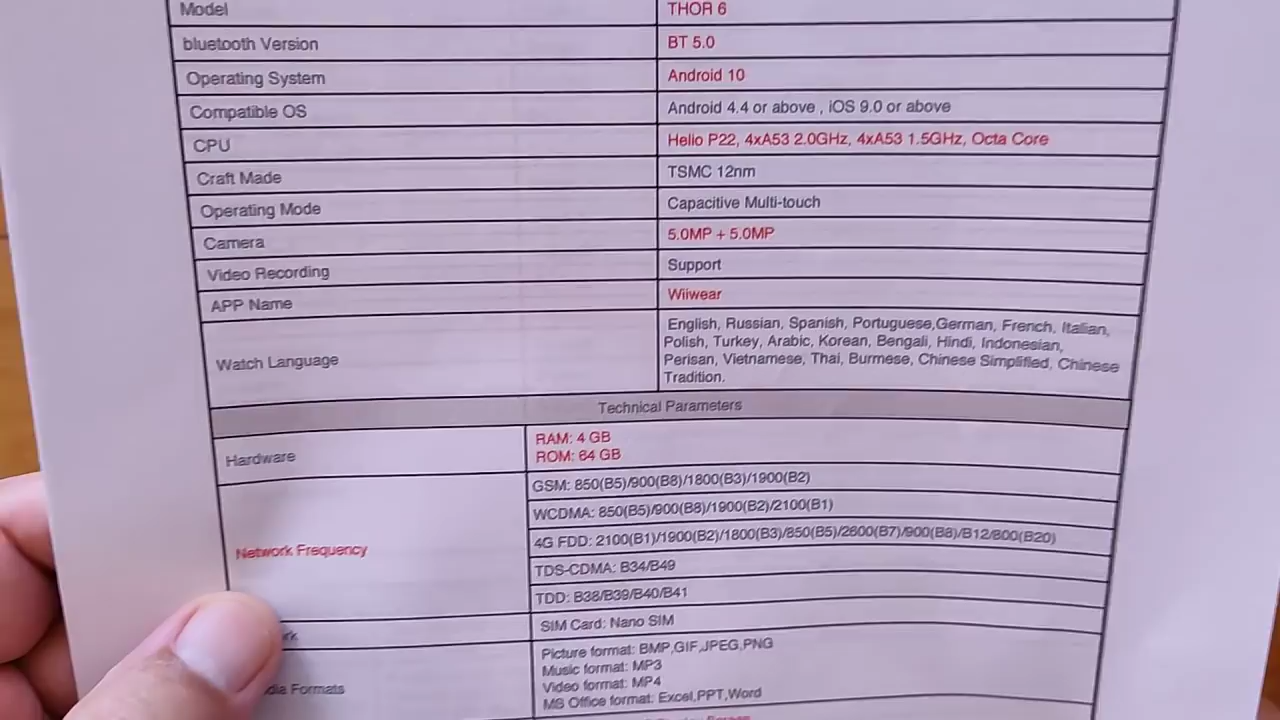 Model THOR 6
bluetooth Version BT 5.0
Operating System Android 10
Compatible OS Android 4.4 or above , iOS 9.0 or above
CPU Helio P22, 4xA53 2.0GHz, 4xA53 1.5GHz, Octa Core
Craft Made TSMC 12nm
Operating Mode Capacitive Multi-touch
Camera 5.0MP + 5.0MP
Video Recording Support
APP Name Wiiwear
Watch Language
English, Russian, Spanish, Portuguese,German, French, Italian,
Polish, Turkey, Arabic, Korean, Bengali, Hindi, Indonesian,
Perisan, Vietnamese, Thai, Burmese, Chinese Simplified, Chinese
Tradition.
Technical Parameters
Hardware
RAM: 4 GB
ROM: 64 GB
Network Frequency
GSM: 850(B5)/900(B8)/1800(B3)/1900(B2)
WCDMA: 850(B5)/900(B8)/1900(B2)/2100(B1)
4G FDD: 2100(B1)/1900(B2)/1800(B3)/850(B5)/2600(B7)/900(B8)/B12/800(B20)
TDS-CDMA: B34/B49
TDD: B38/B39/B40/B41
SIM Card: Nano SIM
Formats
Picture format: BMP,GIF,JPEG,PNG
Music format: MP3
Video format: MP4
MS Office format: Excel,PPT,Word